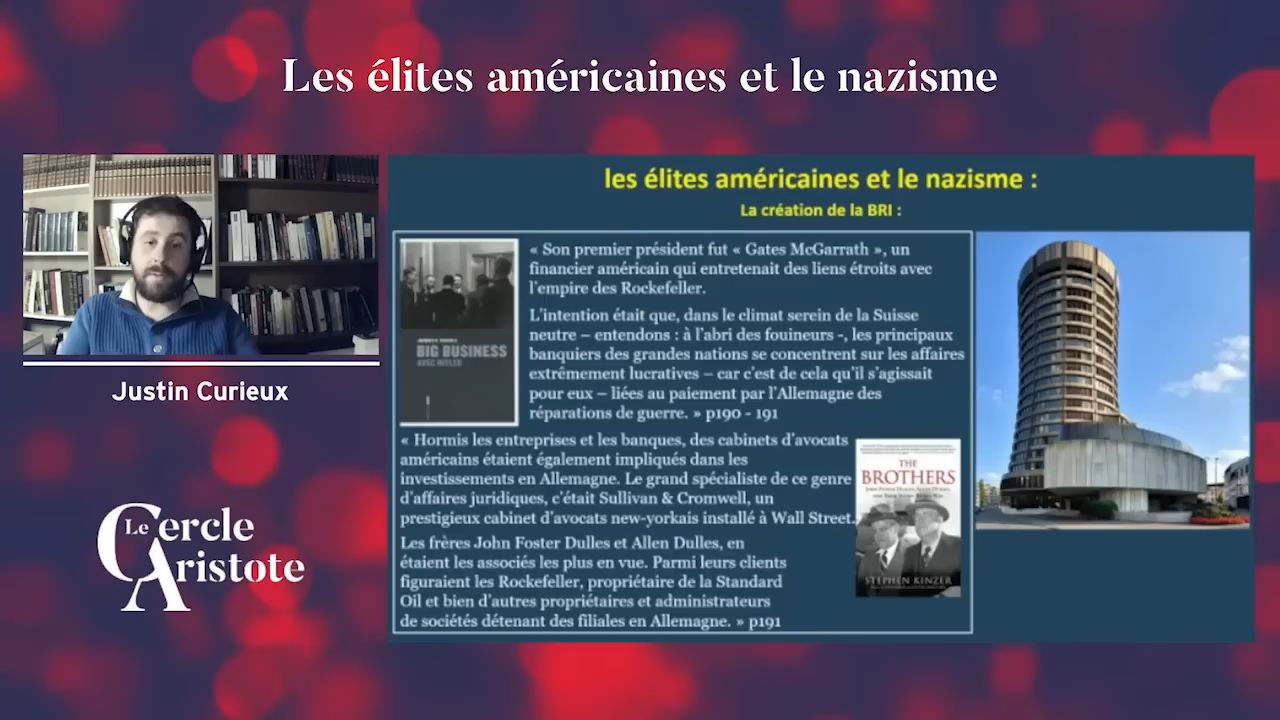 Les élites américaines et le nazisme
les élites américaines et le nazisme :
La création de la BRI :
« Son premier président fut « Gates McGarrath », un
financier américain qui entretenait des liens étroits avec
l'empire des Rockefeller.
L'intention était que, dans le climat serein de la Suisse
neutre – entendons : à l'abri des fouineurs -, les principaux
banquiers des grandes nations se concentrent sur les affaires
extrêmement lucratives – car c'est de cela qu'il s'agissait
pour eux – liées au paiement par l'Allemagne des
réparations de guerre. » p190 - 191
BIG BUSINESS
AVEC HITLER
« Hormis les entreprises et les banques, des cabinets d'avocats
américains étaient également impliqués dans les
investissements en Allemagne. Le grand spécialiste de ce genre
d'affaires juridiques, c'était Sullivan & Cromwell, un
prestigieux cabinet d'avocats new-yorkais installé à Wall Street.
Les frères John Foster Dulles et Allen Dulles, en
étaient les associés les plus en vue. Parmi leurs clients
figuraient les Rockefeller, propriétaire de la Standard
Oil et bien d'autres propriétaires et administrateurs
de sociétés détenant des filiales en Allemagne. » p191
THE
BROTHERS
STEPHEN KINZER
Justin Curieux
Le Cercle
Aristote